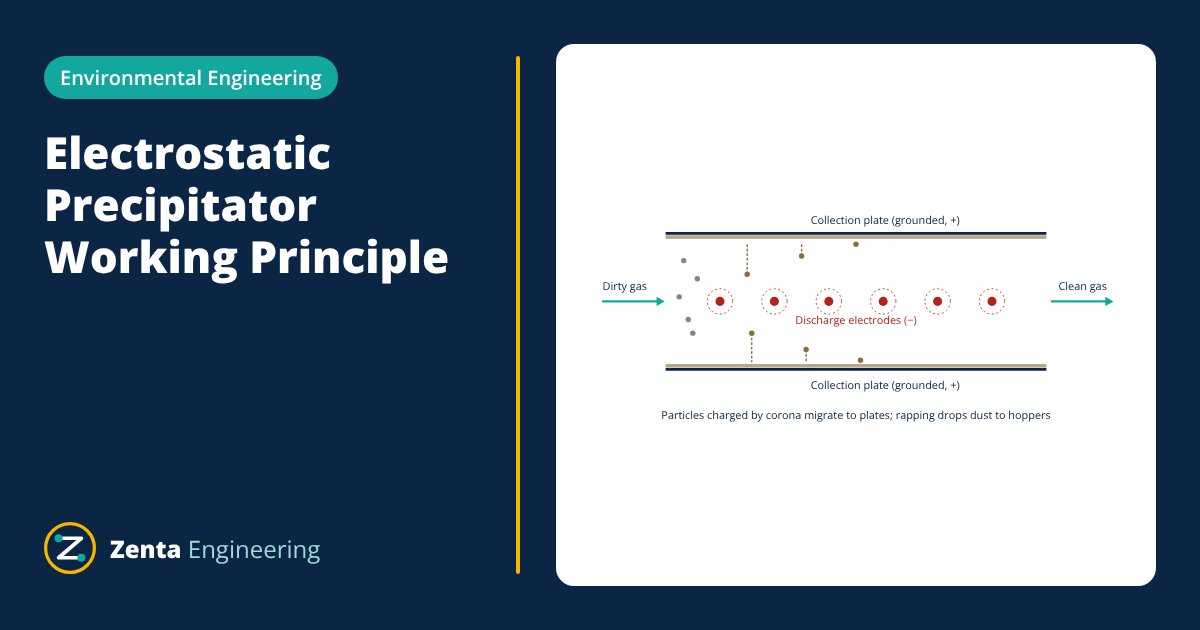 Environmental Engineering
Electrostatic
Precipitator
Working Principle
Zenta Engineering
Collection plate (grounded, +)
Dirty gas
Clean gas
Discharge electrodes (−)
Collection plate (grounded, +)
Particles charged by corona migrate to plates; rapping drops dust to hoppers